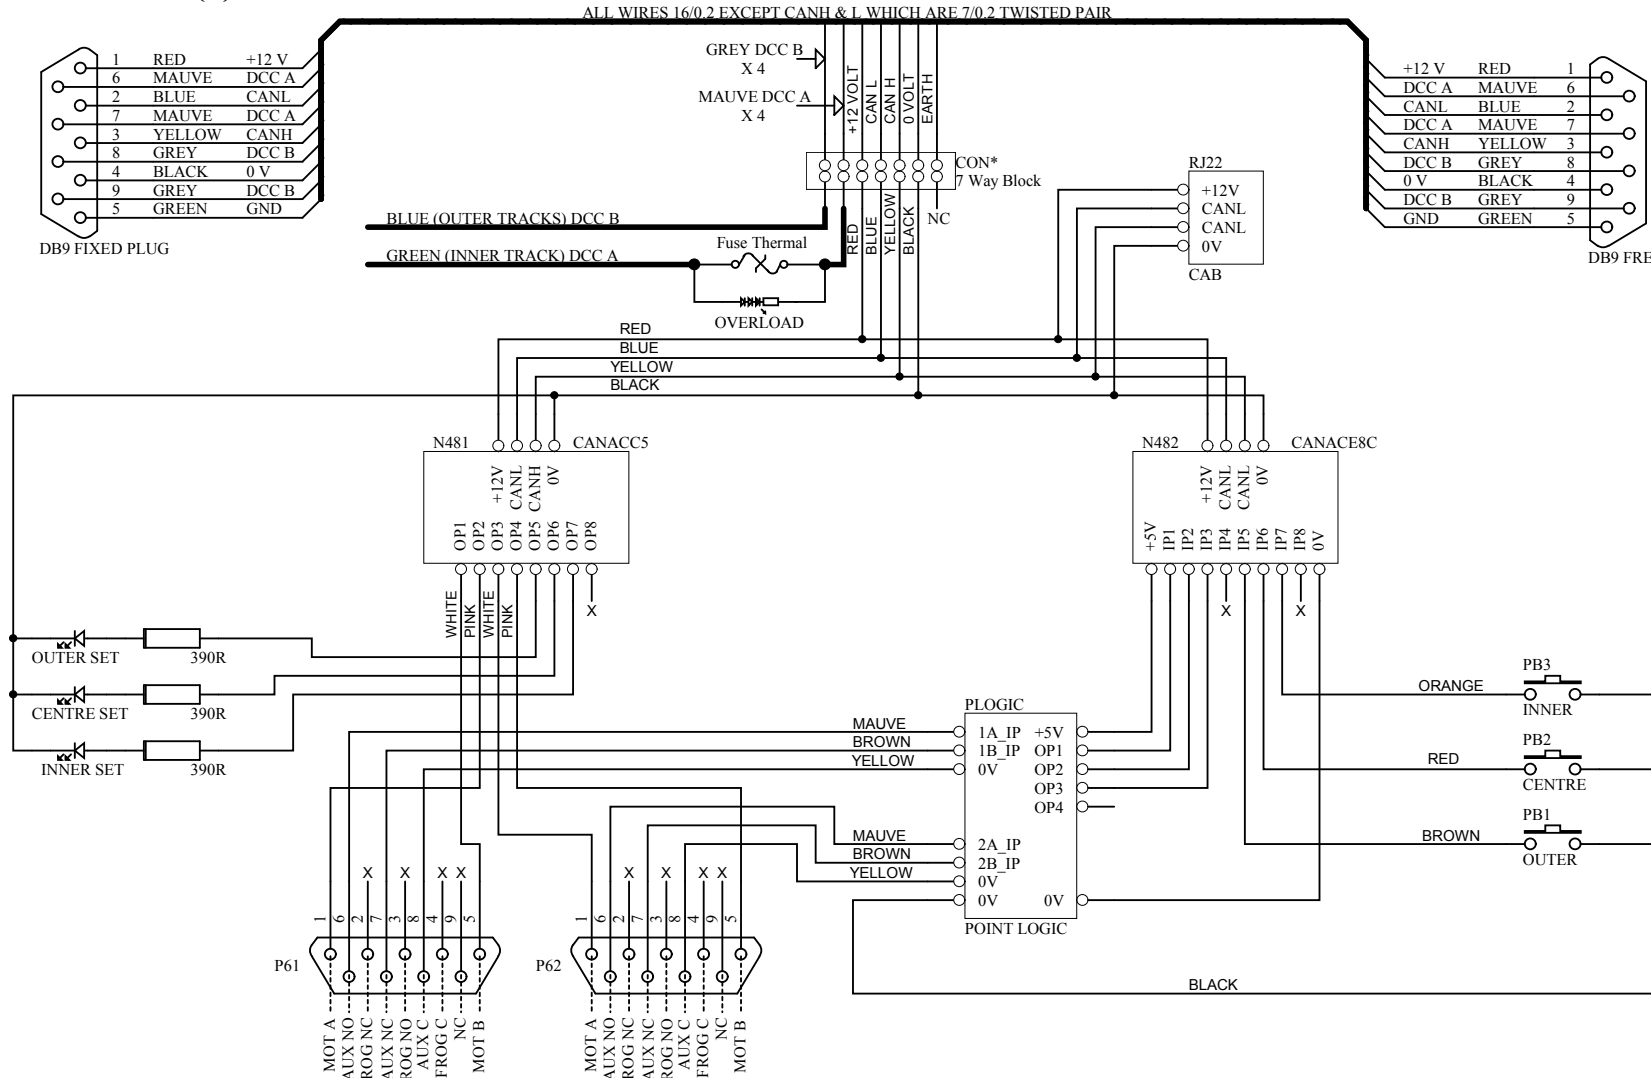 ALL WIRES 16/0.2 EXCEPT CANH & L WHICH ARE 7/0.2 TWISTED PAIR
1 RED +12 V
6 MAUVE DCC A
2 BLUE CANL
7 MAUVE DCC A
3 YELLOW CANH
8 GREY DCC B
4 BLACK 0 V
9 GREY DCC B
5 GREEN GND
DB9 FIXED PLUG
GREY DCC B
X 4
MAUVE DCC A
X 4
+12 VOLT
CAN L
CAN H
0 VOLT
EARTH
CON*
7 Way Block
NC
BLUE (OUTER TRACKS) DCC B
GREEN (INNER TRACK) DCC A
Fuse Thermal
OVERLOAD
RED
BLUE
YELLOW
BLACK
RJ22
+12V
CANL
CANL
0V
CAB
+12 V RED 1
DCC A MAUVE 6
CANL BLUE 2
DCC A MAUVE 7
CANH YELLOW 3
DCC B GREY 8
0 V BLACK 4
DCC B GREY 9
GND GREEN 5
DB9 FRE
RED
BLUE
YELLOW
BLACK
N481 CANACC5
+12V
CANL
CANH
0V
OP1
OP2
OP3
OP4
OP5
OP6
OP7
OP8
WHITE
PINK
WHITE
PINK
X
N482 CANACE8C
+12V
CANL
CANL
0V
+5V
IP1
IP2
IP3
IP4
IP5
IP6
IP7
IP8
0V
X X
OUTER SET 390R
CENTRE SET 390R
INNER SET 390R
PLOGIC
MAUVE 1A_IP +5V
BROWN 1B_IP OP1
YELLOW 0V OP2
OP3
OP4
MAUVE 2A_IP
BROWN 2B_IP
YELLOW 0V
0V 0V
POINT LOGIC
ORANGE
PB3
INNER
RED
PB2
CENTRE
BROWN
PB1
OUTER
BLACK
X X X X
1 6 2 7 3 8 4 9 5
P61
MOT A
AUX NO
ROG NC
AUX NC
ROG NO
AUX C
FROG C
NC
MOT B
X X X X
1 6 2 7 3 8 4 9 5
P62
MOT A
AUX NO
ROG NC
AUX NC
ROG NO
AUX C
FROG C
NC
MOT B